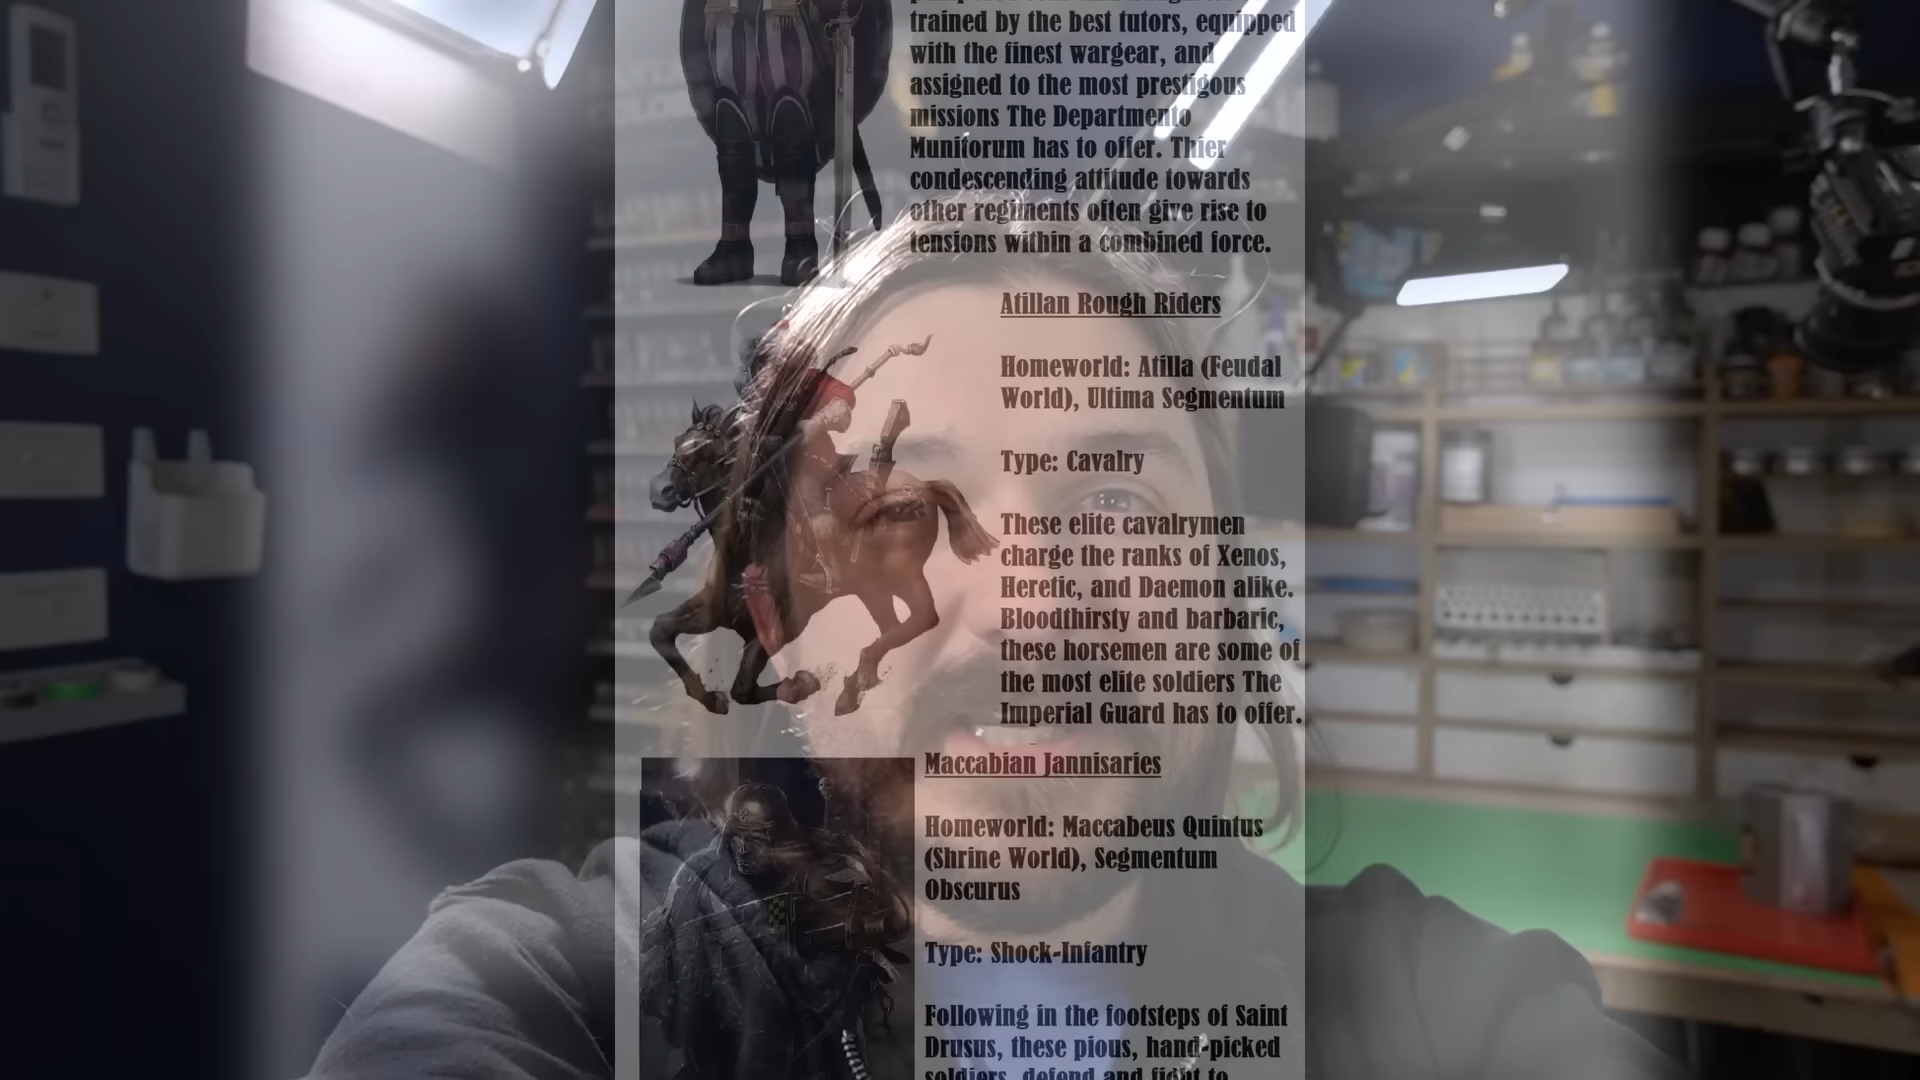 trained by the best tutors, equipped
with the finest wargear, and
assigned to the most prestigous
missions The Departmento
Munitorum has to offer. Thier
condescending attitude towards
other regiments often give rise to
tensions within a combined force.
Atillan Rough Riders
Homeworld: Atilla (Feudal
World), Ultima Segmentum
Type: Cavalry
These elite cavalrymen
charge the ranks of Xenos,
Heretic, and Daemon alike.
Bloodthirsty and barbaric,
these horsemen are some of
the most elite soldiers The
Imperial Guard has to offer.
Maccabian Jannisaries
Homeworld: Maccabeus Quintus
(Shrine World), Segmentum
Obscurus
Type: Shock-Infantry
Following in the footsteps of Saint
Drusus, these pious, hand-picked
soldiers, defend and fight to